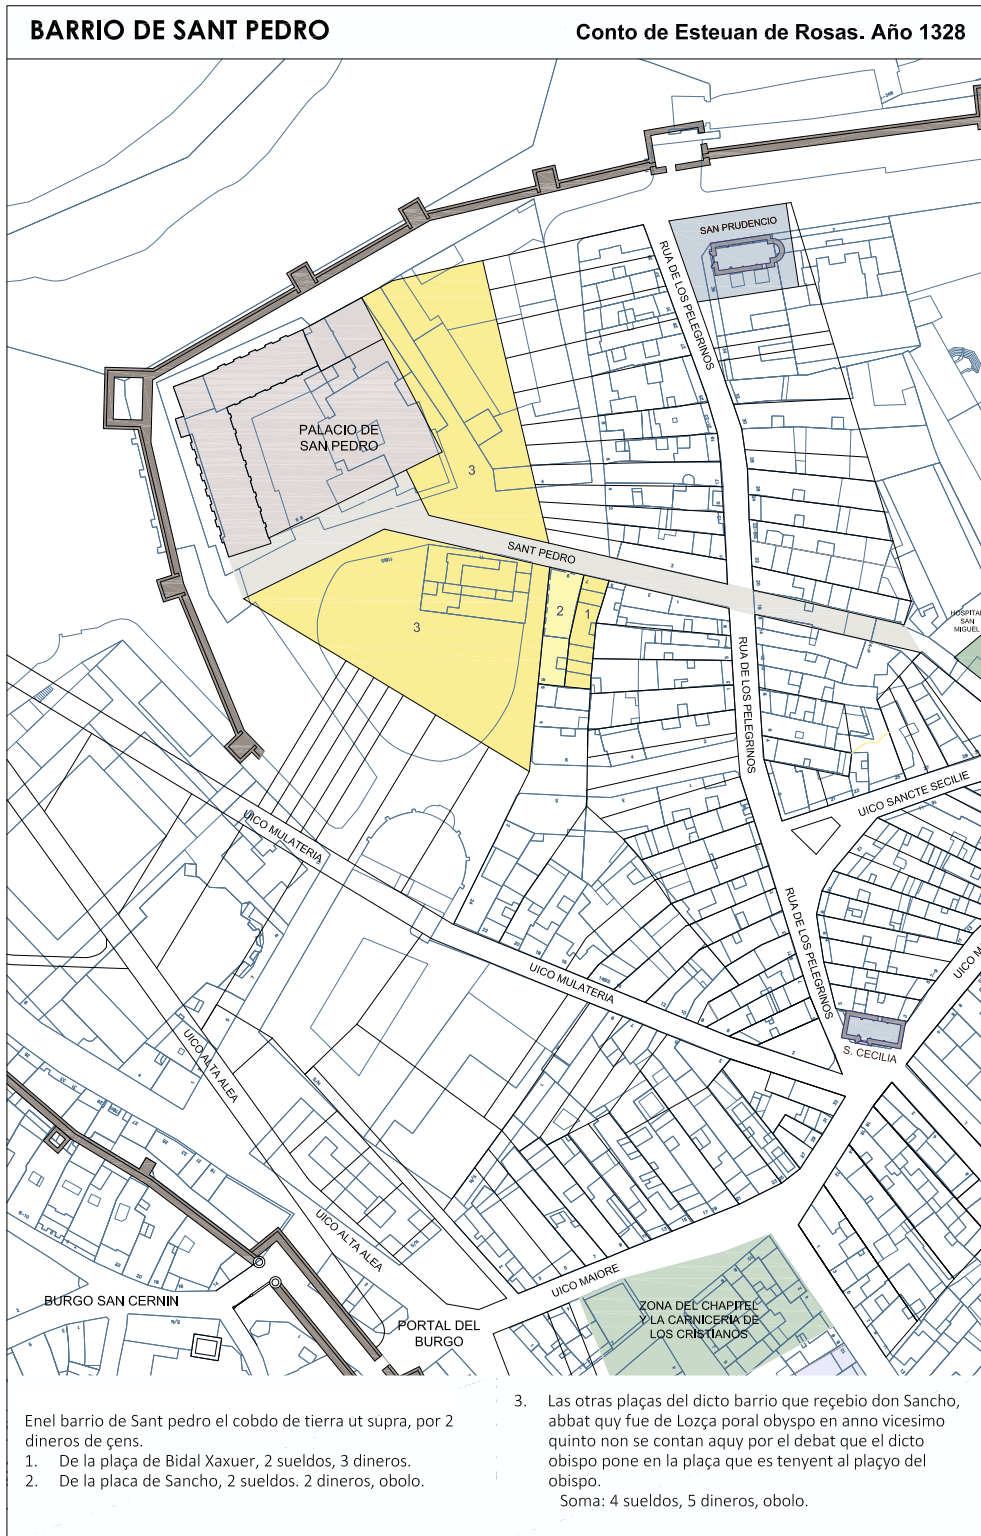 BARRIO DE SANT PEDRO
Conto de Esteuan de Rosas. Año 1328
SAN PRUDENCIO
RUA DE LOS PELEGRINOS
PALACIO DE
SAN PEDRO
3
SANT PEDRO
3
2
1
HOSPITAL
SAN
MIGUEL
RUA DE LOS PELEGRINOS
UICO SANCTE SECILIE
UICO MULATERIA
RUA DE LOS PELEGRINOS
UICO MULATERIA
UICO M
S. CECILIA
UICO ALTA ALEA
UICO ALTA ALEA
UICO MAIORE
BURGO SAN CERNIN
PORTAL DEL
BURGO
ZONA DEL CHAPITEL
Y LA CARNICERIA DE
LOS CRISTIANOS
Enel barrio de Sant pedro el cobdo de tierra ut supra, por 2
dineros de çens.
1. De la plaça de Bidal Xaxuer, 2 sueldos, 3 dineros.
2. De la placa de Sancho, 2 sueldos. 2 dineros, obolo.
3. Las otras plaças del dicto barrio que reçebio don Sancho,
abbat quy fue de Lozça poral obyspo en anno vicesimo
quinto non se contan aquy por el debat que el dicto
obispo pone en la plaça que es tenyent al plaçyo del
obispo.
Soma: 4 sueldos, 5 dineros, obolo.